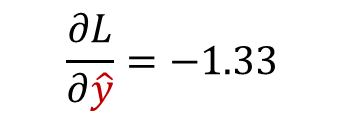 ∂L/∂ŷ = −1.33